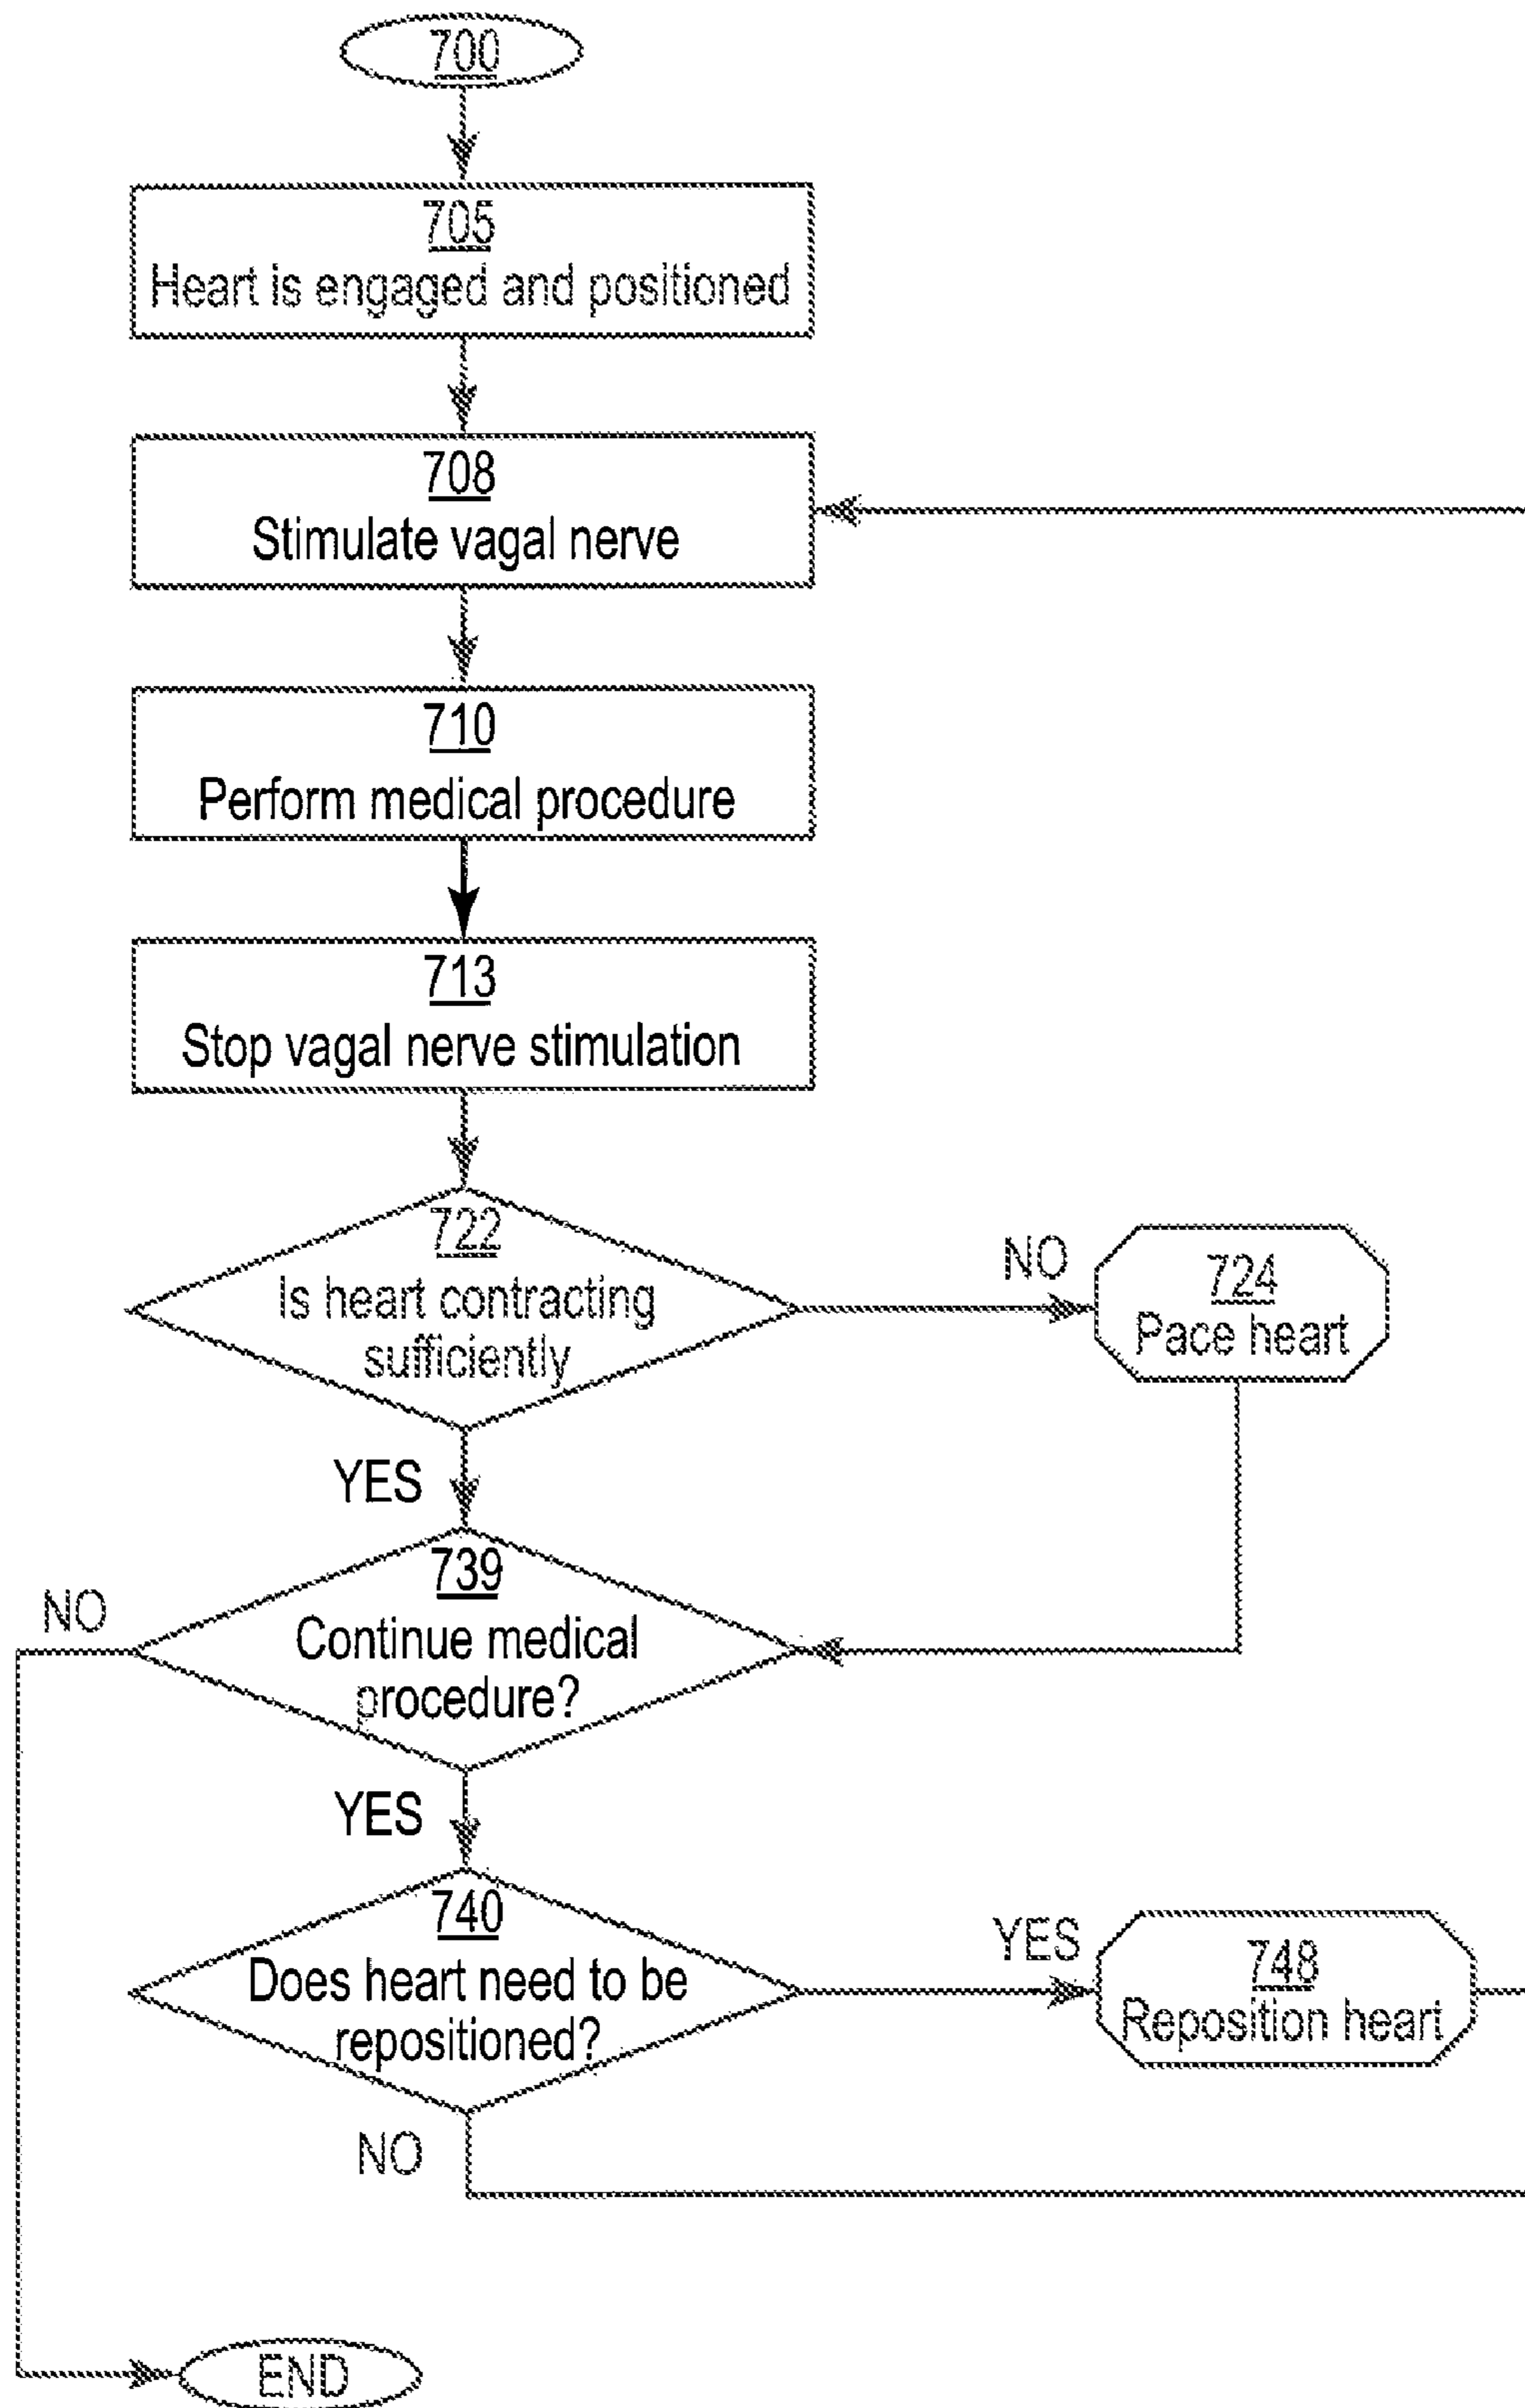 700
705
Heart is engaged and positioned
708
Stimulate vagal nerve
710
Perform medical procedure
713
Stop vagal nerve stimulation
722
Is heart contracting
sufficiently
NO
724
Pace heart
YES
739
Continue medical
procedure?
NO
YES
740
Does heart need to be
repositioned?
YES
748
Reposition heart
NO
END